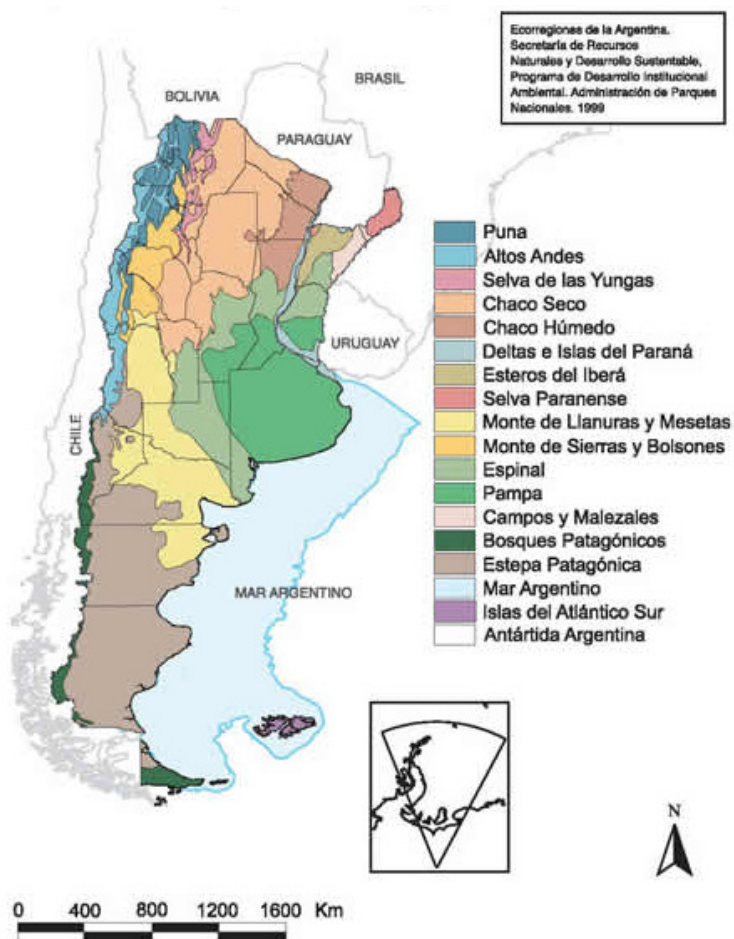 Ecorregiones de la Argentina.
Secretaría de Recursos
Naturales y Desarrollo Sustentable,
Programa de Desarrollo Institucional
Ambiental. Administración de Parques
Nacionales. 1999
BRASIL
BOLIVIA
PARAGUAY
URUGUAY
CHILE
MAR ARGENTINO
Puna
Altos Andes
Selva de las Yungas
Chaco Seco
Chaco Húmedo
Deltas e Islas del Paraná
Esteros del Iberá
Selva Paranense
Monte de Llanuras y Mesetas
Monte de Sierras y Bolsones
Espinal
Pampa
Campos y Malezales
Bosques Patagónicos
Estepa Patagónica
Mar Argentino
Islas del Atlántico Sur
Antártida Argentina
N
0 400 800 1200 1600 Km